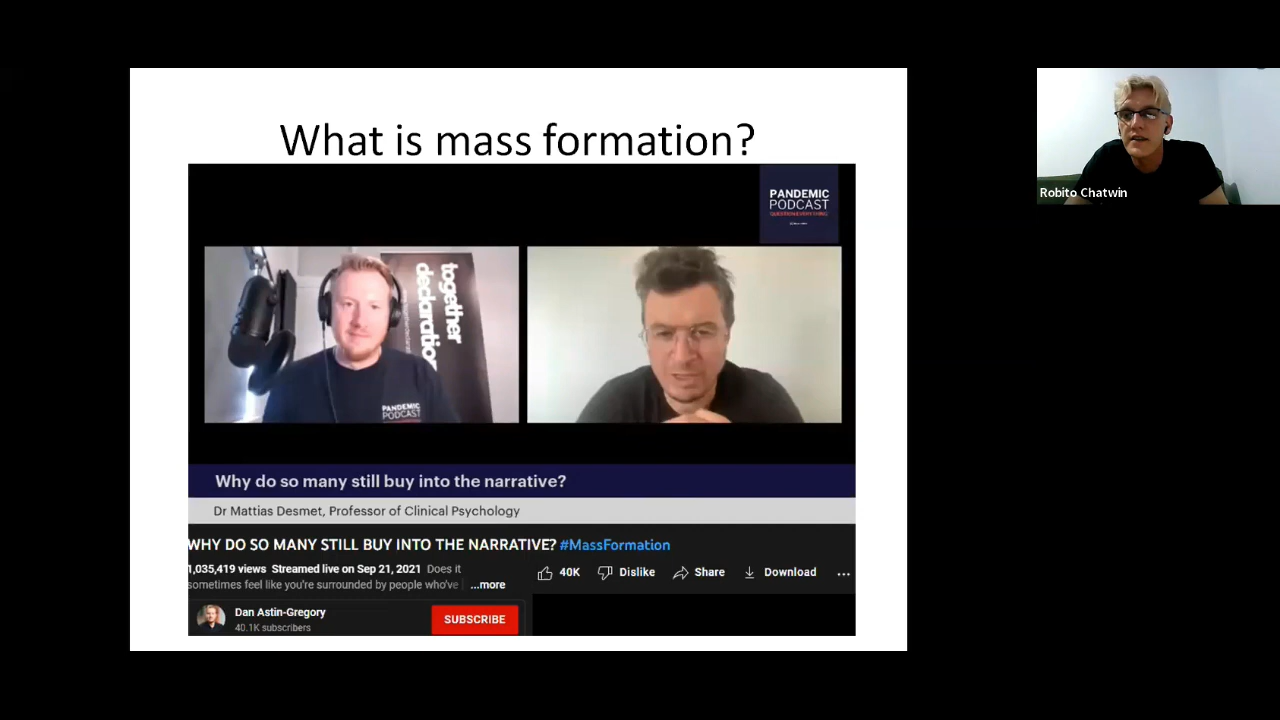 What is mass formation?
PANDEMIC
PODCAST
together
declaration
PANDEMIC
PODCAST
Why do so many still buy into the narrative?
Dr Mattias Desmet, Professor of Clinical Psychology
WHY DO SO MANY STILL BUY INTO THE NARRATIVE? #MassFormation
1,035,419 views Streamed live on Sep 21, 2021 Does it
sometimes feel like you're surrounded by people who've ...more
40K Dislike Share Download ...
Dan Astin-Gregory
40.1K subscribers
SUBSCRIBE
Robito Chatwin